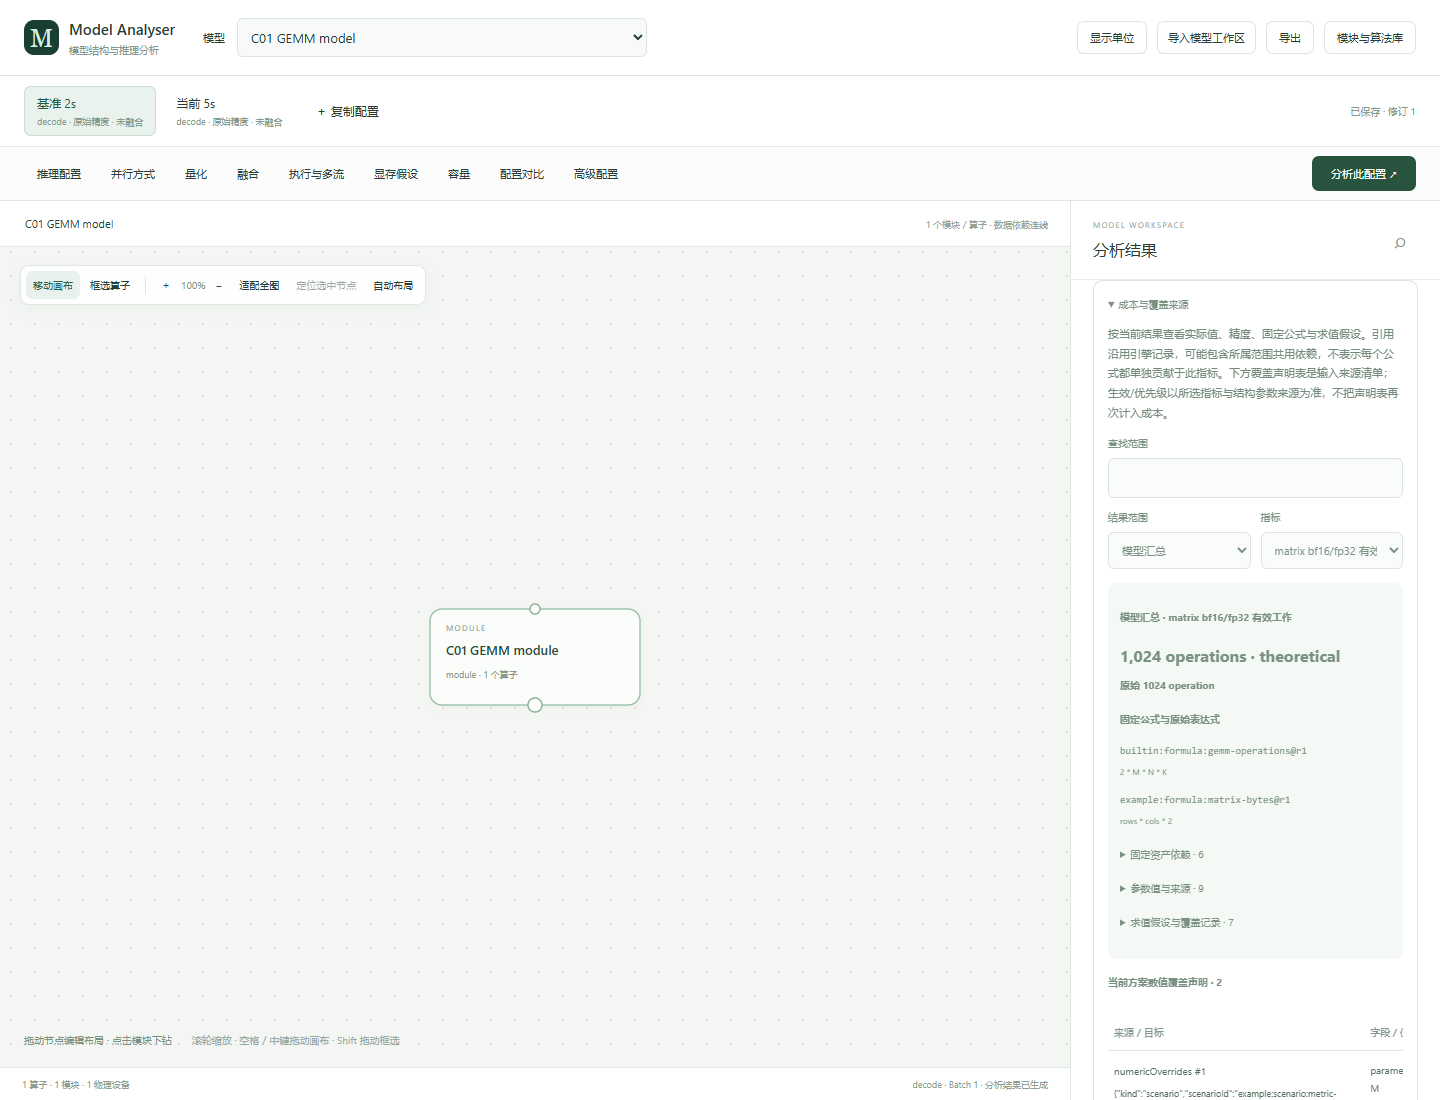 M
Model Analyser
模型结构与推理分析
模型
C01 GEMM model
显示单位
导入模型工作区
导出
模块与算法库
基准 2s
decode · 原始精度 · 未融合
当前 5s
decode · 原始精度 · 未融合
+ 复制配置
已保存 · 修订 1
推理配置
并行方式
量化
融合
执行与多流
显存假设
容量
配置对比
高级配置
分析此配置 ↗
C01 GEMM model
1 个模块 / 算子 · 数据依赖连线
移动画布
框选算子
+
100%
−
适配全图
定位选中节点
自动布局
MODULE
C01 GEMM module
module · 1 个算子
拖动节点编辑布局 · 点击模块下钻
滚轮缩放 · 空格 / 中键拖动画布 · Shift 拖动框选
1 算子 · 1 模块 · 1 物理设备
decode · Batch 1 · 分析结果已生成
MODEL WORKSPACE
分析结果
▼ 成本与覆盖来源
按当前结果查看实际值、精度、固定公式与求值假设。引用
沿用引擎记录，可能包含所属范围共用依赖，不表示每个公
式都单独贡献于此指标。下方覆盖声明表是输入来源清单；
生效/优先级以所选指标与结构参数来源为准，不把声明表再
次计入成本。
查找范围
结果范围
指标
模型汇总
matrix bf16/fp32 有效
模型汇总 · matrix bf16/fp32 有效工作
1,024 operations · theoretical
原始 1024 operation
固定公式与原始表达式
builtin:formula:gemm-operations@r1
2 * M * N * K
example:formula:matrix-bytes@r1
rows * cols * 2
▶ 固定资产依赖 · 6
▶ 参数值与来源 · 9
▶ 求值假设与覆盖记录 · 7
当前方案数值覆盖声明 · 2
来源 / 目标
字段 /
numericOverrides #1
parame
M
{"kind":"scenario","scenarioId":"example:scenario:metric-